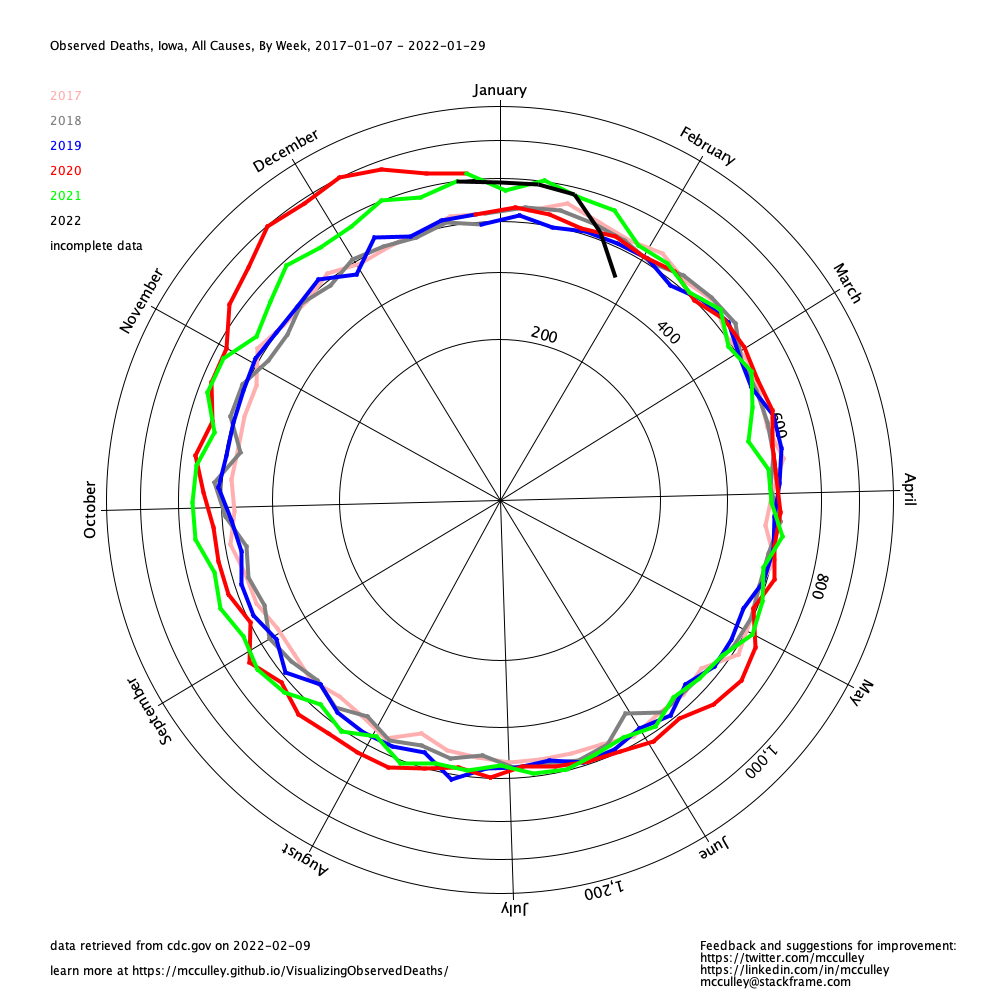 Observed Deaths, Iowa, All Causes, By Week, 2017-01-07 - 2022-01-29
2017
2018
2019
2020
2021
2022
incomplete data
January
February
March
April
May
June
July
August
September
October
November
December
200
400
600
800
1,000
1,200
data retrieved from cdc.gov on 2022-02-09
learn more at https://mcculley.github.io/VisualizingObservedDeaths/
Feedback and suggestions for improvement:
https://twitter.com/mcculley
https://linkedin.com/in/mcculley
mcculley@stackframe.com